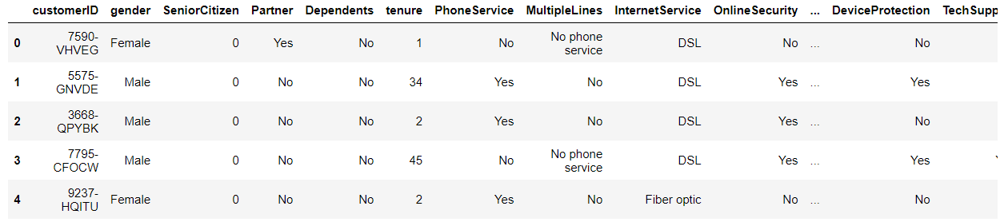 customerID gender SeniorCitizen Partner Dependents tenure PhoneService MultipleLines InternetService OnlineSecurity ... DeviceProtection TechSupp
0 7590-VHVEG Female 0 Yes No 1 No No phone service DSL No ... No
1 5575-GNVDE Male 0 No No 34 Yes No DSL Yes ... Yes
2 3668-QPYBK Male 0 No No 2 Yes No DSL Yes ... No
3 7795-CFOCW Male 0 No No 45 No No phone service DSL Yes ... Yes
4 9237-HQITU Female 0 No No 2 Yes No Fiber optic No ... No